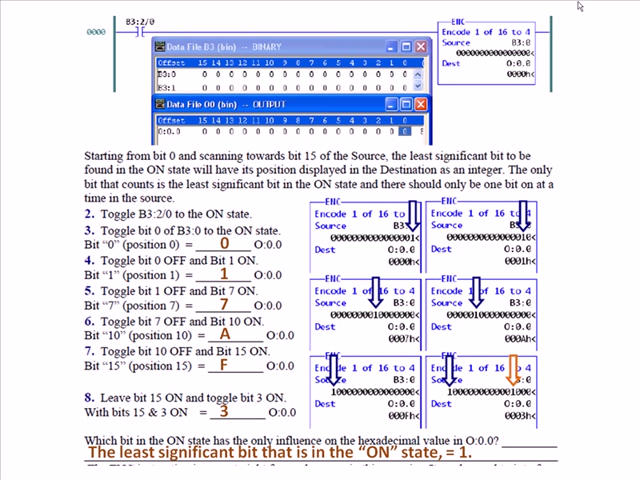 B3:2/0
ENC
0000
Encode 1 of 16 to 4
Source B3:0
0000000000000000<
Dest O:0.0
0000h<
Data File B3 (bin) -- BINARY
Offset 15 14 13 12 11 10 9 8 7 6 5 4 3 2 1 0
B3:0 0 0 0 0 0 0 0 0 0 0 0 0 0 0 0 0
B3:1 0 0 0 0 0 0 0 0 0 0 0 0 0 0 0 0
Data File O0 (bin) -- OUTPUT
Offset 15 14 13 12 11 10 9 8 7 6 5 4 3 2 1 0
O:0.0 0 0 0 0 0 0 0 0 0 0 0 0 0 0 0 0
Starting from bit 0 and scanning towards bit 15 of the Source, the least significant bit to be
found in the ON state will have its position displayed in the Destination as an integer. The only
bit that counts is the least significant bit in the ON state and there should only be one bit on at a
time in the source.
2. Toggle B3:2/0 to the ON state.
3. Toggle bit 0 of B3:0 to the ON state.
Bit “0” (position 0) = 0 O:0.0
4. Toggle bit 0 OFF and Bit 1 ON.
Bit “1” (position 1) = 1 O:0.0
5. Toggle bit 1 OFF and Bit 7 ON.
Bit “7” (position 7) = 7 O:0.0
6. Toggle bit 7 OFF and Bit 10 ON.
Bit “10” (position 10) = A O:0.0
7. Toggle bit 10 OFF and Bit 15 ON.
Bit “15” (position 15) = F O:0.0
8. Leave bit 15 ON and toggle bit 3 ON.
With bits 15 & 3 ON = 3 O:0.0
ENC
Encode 1 of 16 to
Source B3:
0000000000000001<
Dest O:0.0
0000h<
ENC
Encode 1 of 16 to 4
Source B3:0
0000000000000010<
Dest O:0.0
0001h<
ENC
Encode 1 of 16 to 4
Source B3:0
0000000010000000<
Dest O:0.0
0007h<
ENC
Encode 1 of 16 to 4
Source B3:0
0000010000000000<
Dest O:0.0
000Ah<
ENC
de 1 of 16 to 4
B3:0
1000000000000000<
Dest O:0.0
000Fh<
ENC
de 1 of 16 to 4
B3:0
1000000000001000<
Dest O:0.0
0003h<
Which bit in the ON state has the only influence on the hexadecimal value in O:0.0?
The least significant bit that is in the “ON” state, = 1.